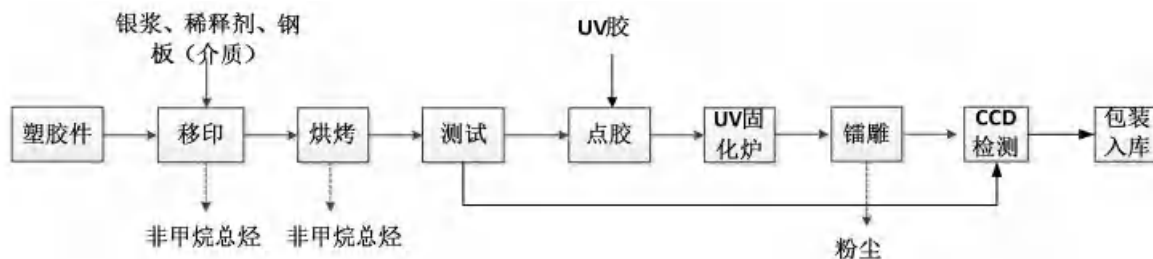 银浆、稀释剂、钢
板（介质）
UV胶
塑胶件
移印
烘烤
测试
点胶
UV固
化炉
镭雕
CCD
检测
包装
入库
非甲烷总烃
非甲烷总烃
粉尘